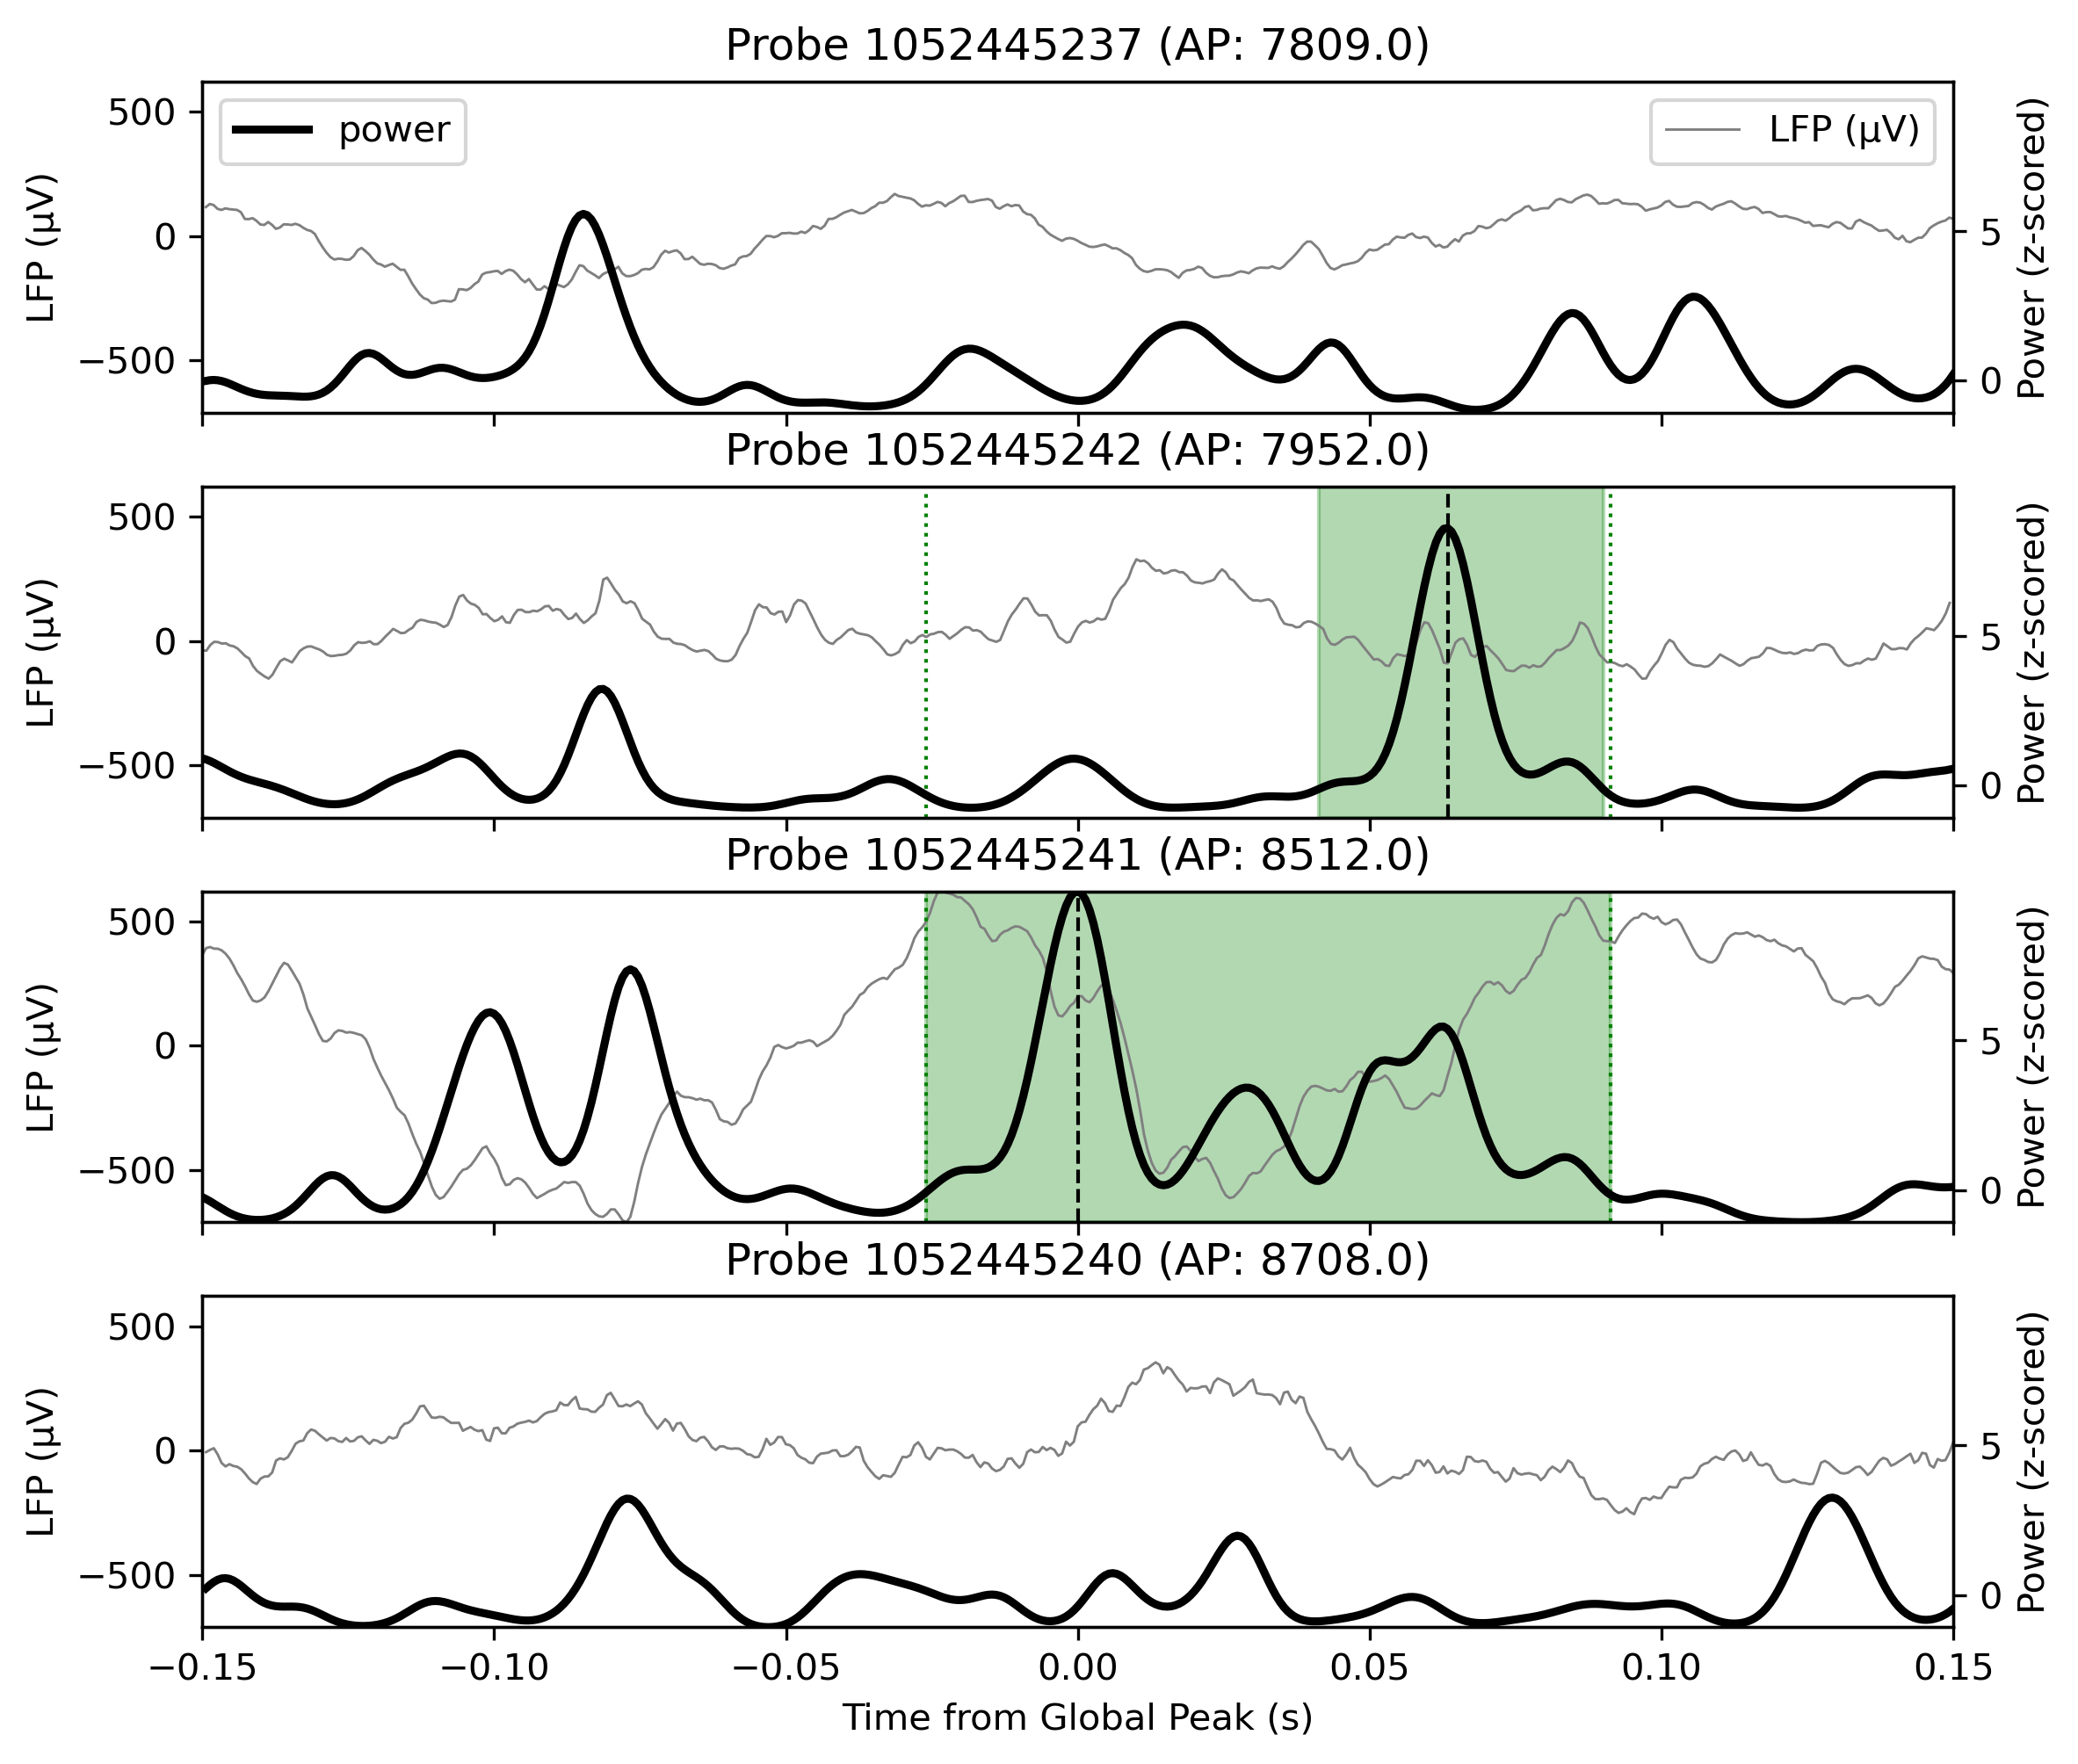 Probe 1052445237 (AP: 7809.0)
500
0
−500
LFP (µV)
power
LFP (µV)
5
0
Power (z-scored)
Probe 1052445242 (AP: 7952.0)
500
0
−500
LFP (µV)
5
0
Power (z-scored)
Probe 1052445241 (AP: 8512.0)
500
0
−500
LFP (µV)
5
0
Power (z-scored)
Probe 1052445240 (AP: 8708.0)
500
0
−500
LFP (µV)
5
0
Power (z-scored)
−0.15 −0.10 −0.05 0.00 0.05 0.10 0.15
Time from Global Peak (s)